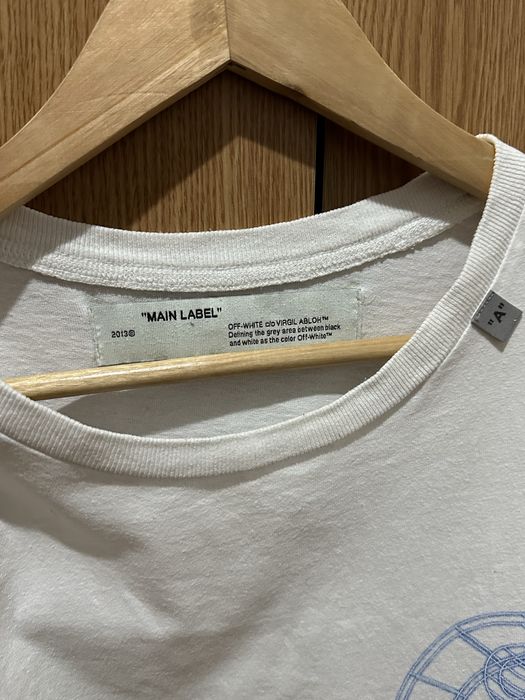 "MAIN LABEL"
2013®
OFF-WHITE c/o VIRGIL ABLOH™
Defining the grey area between black
and white as the color Off-White™
"A"